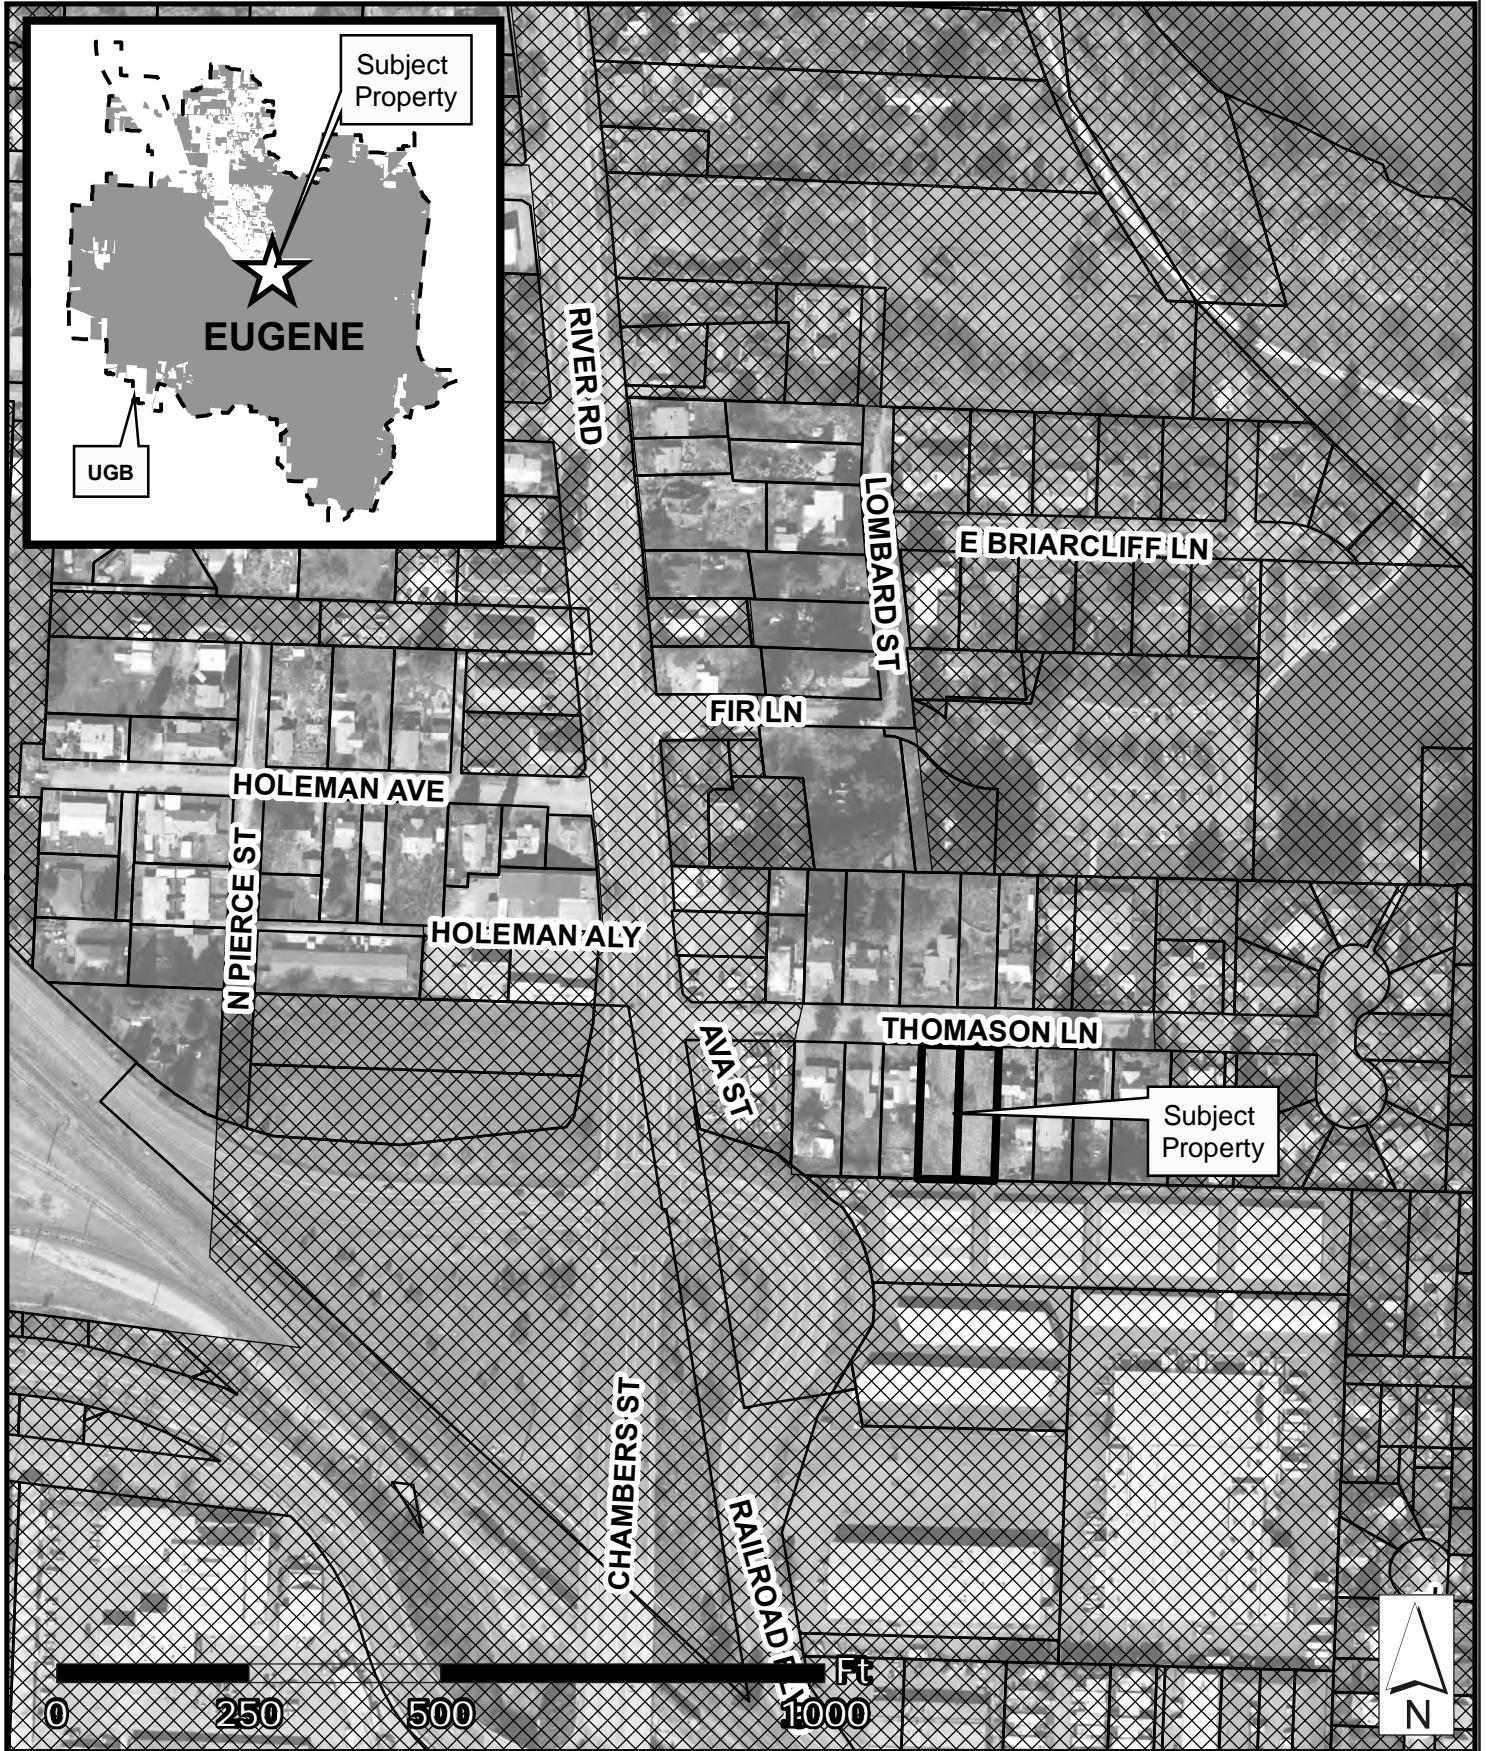 Subject
Property
EUGENE
UGB
RIVER RD
LOMBARD ST
E BRIARCLIFF LN
FIR LN
HOLEMAN AVE
N PIERCE ST
HOLEMAN ALY
THOMASON LN
AVA ST
Subject
Property
CHAMBERS ST
RAILROAD
Ft
0 250 500 1000
N